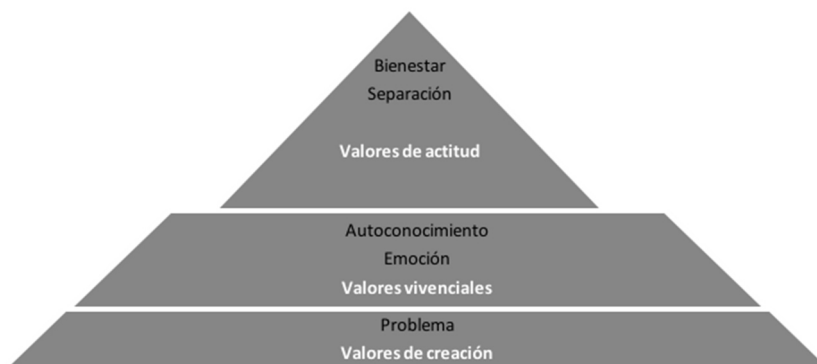 Bienestar
Separación
Valores de actitud
Autoconocimiento
Emoción
Valores vivenciales
Problema
Valores de creación